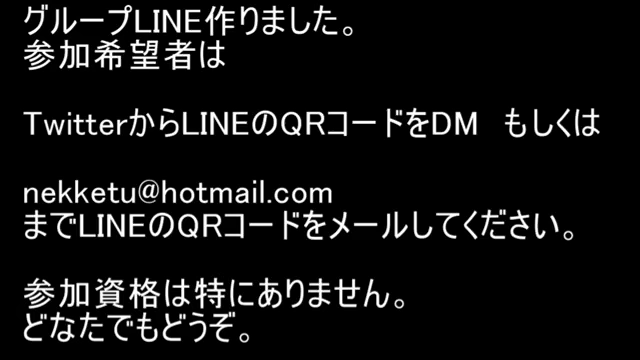 グループLINE作りました。
参加希望者は
TwitterからLINEのQRコードをDM　もしくは
nekketu@hotmail.com
までLINEのQRコードをメールしてください。
参加資格は特にありません。
どなたでもどうぞ。